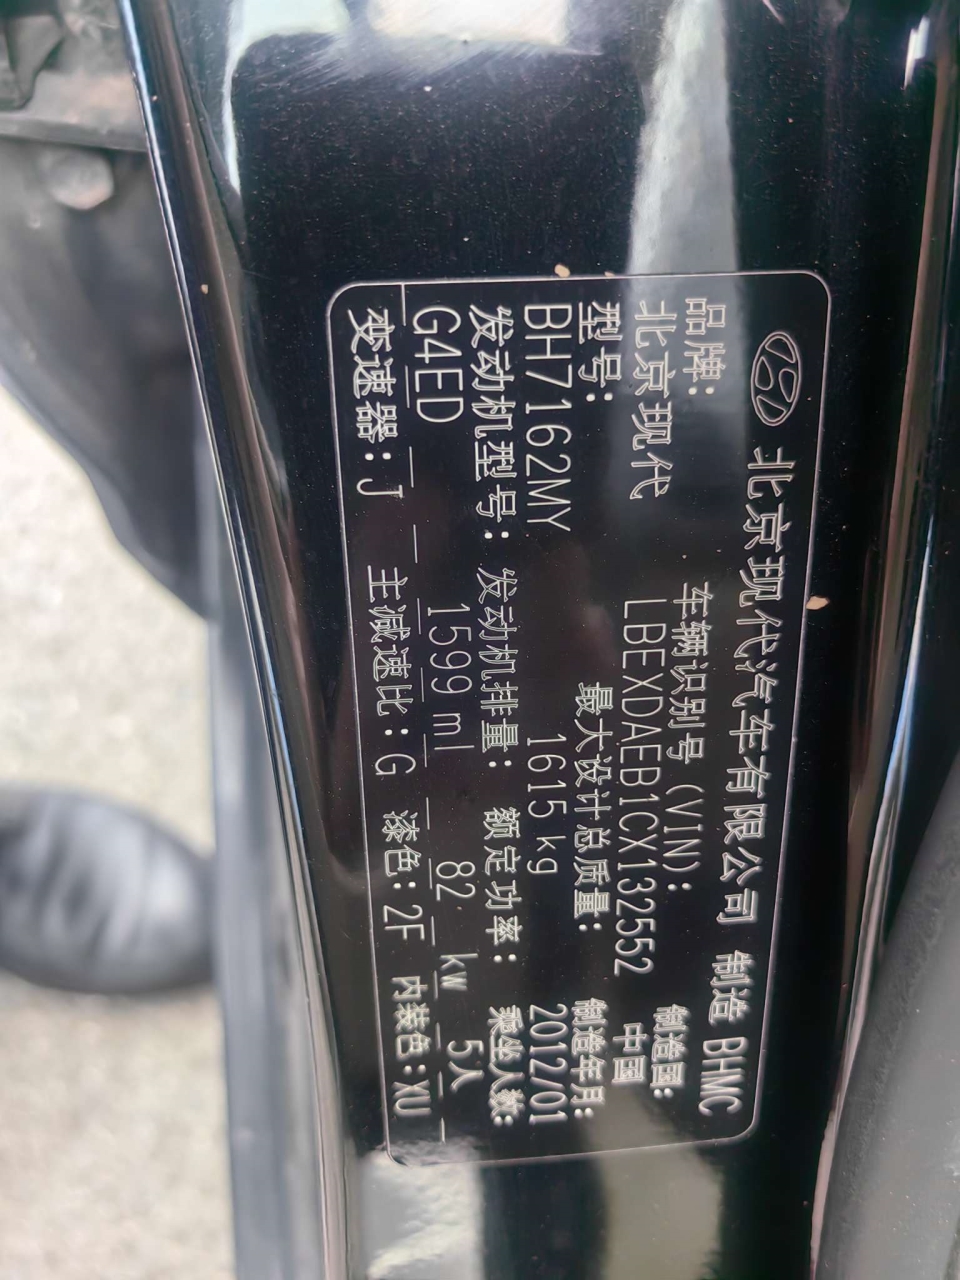 北京现代汽车有限公司 制造 BHMC
品牌: 车辆识别号 (VIN): 制造国:
北京现代 LBEXDAEB1CX132552 中国
型号: 最大设计总质量: 制造年月:
BH7162MY 1615 kg 2012/01
发动机型号: 发动机排量: 额定功率: 乘坐人数:
G4ED 1599 ml 82 kw 5人
变速器: J 主减速比: G 漆色: 2F 内装色: XU